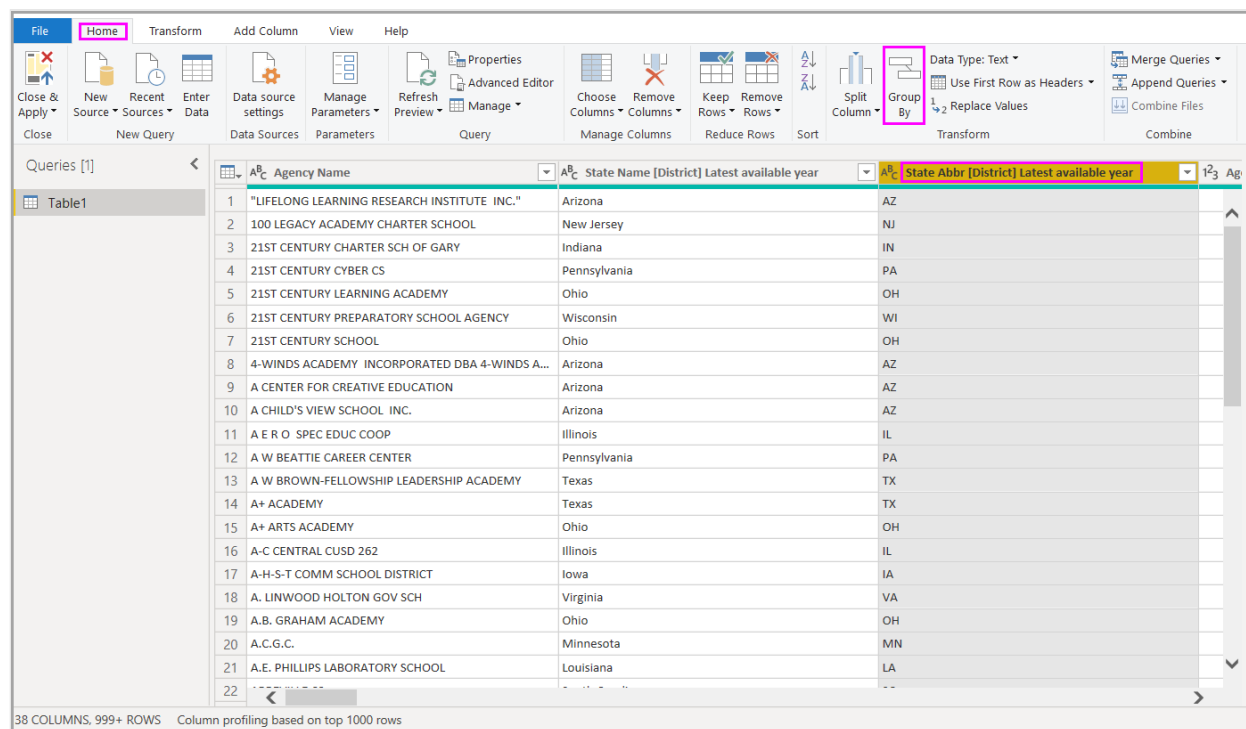 File Home Transform Add Column View Help
Close & Apply
New Source
Recent Sources
Enter Data
Data source settings
Manage Parameters
Refresh Preview
Properties
Advanced Editor
Manage
Choose Columns
Remove Columns
Keep Rows
Remove Rows
A Z
Z A
Split Column
Group By
Data Type: Text
Use First Row as Headers
1 2 Replace Values
Merge Queries
Append Queries
Combine Files
Close New Query Data Sources Parameters Query Manage Columns Reduce Rows Sort Transform Combine
Queries [1]
Table1
ABC Agency Name ABC State Name [District] Latest available year ABC State Abbr [District] Latest available year 123
1 "LIFELONG LEARNING RESEARCH INSTITUTE INC." Arizona AZ
2 100 LEGACY ACADEMY CHARTER SCHOOL New Jersey NJ
3 21ST CENTURY CHARTER SCH OF GARY Indiana IN
4 21ST CENTURY CYBER CS Pennsylvania PA
5 21ST CENTURY LEARNING ACADEMY Ohio OH
6 21ST CENTURY PREPARATORY SCHOOL AGENCY Wisconsin WI
7 21ST CENTURY SCHOOL Ohio OH
8 4-WINDS ACADEMY INCORPORATED DBA 4-WINDS A... Arizona AZ
9 A CENTER FOR CREATIVE EDUCATION Arizona AZ
10 A CHILD'S VIEW SCHOOL INC. Arizona AZ
11 A E R O SPEC EDUC COOP Illinois IL
12 A W BEATTIE CAREER CENTER Pennsylvania PA
13 A W BROWN-FELLOWSHIP LEADERSHIP ACADEMY Texas TX
14 A+ ACADEMY Texas TX
15 A+ ARTS ACADEMY Ohio OH
16 A-C CENTRAL CUSD 262 Illinois IL
17 A-H-S-T COMM SCHOOL DISTRICT Iowa IA
18 A. LINWOOD HOLTON GOV SCH Virginia VA
19 A.B. GRAHAM ACADEMY Ohio OH
20 A.C.G.C. Minnesota MN
21 A.E. PHILLIPS LABORATORY SCHOOL Louisiana LA
22
38 COLUMNS, 999+ ROWS Column profiling based on top 1000 rows